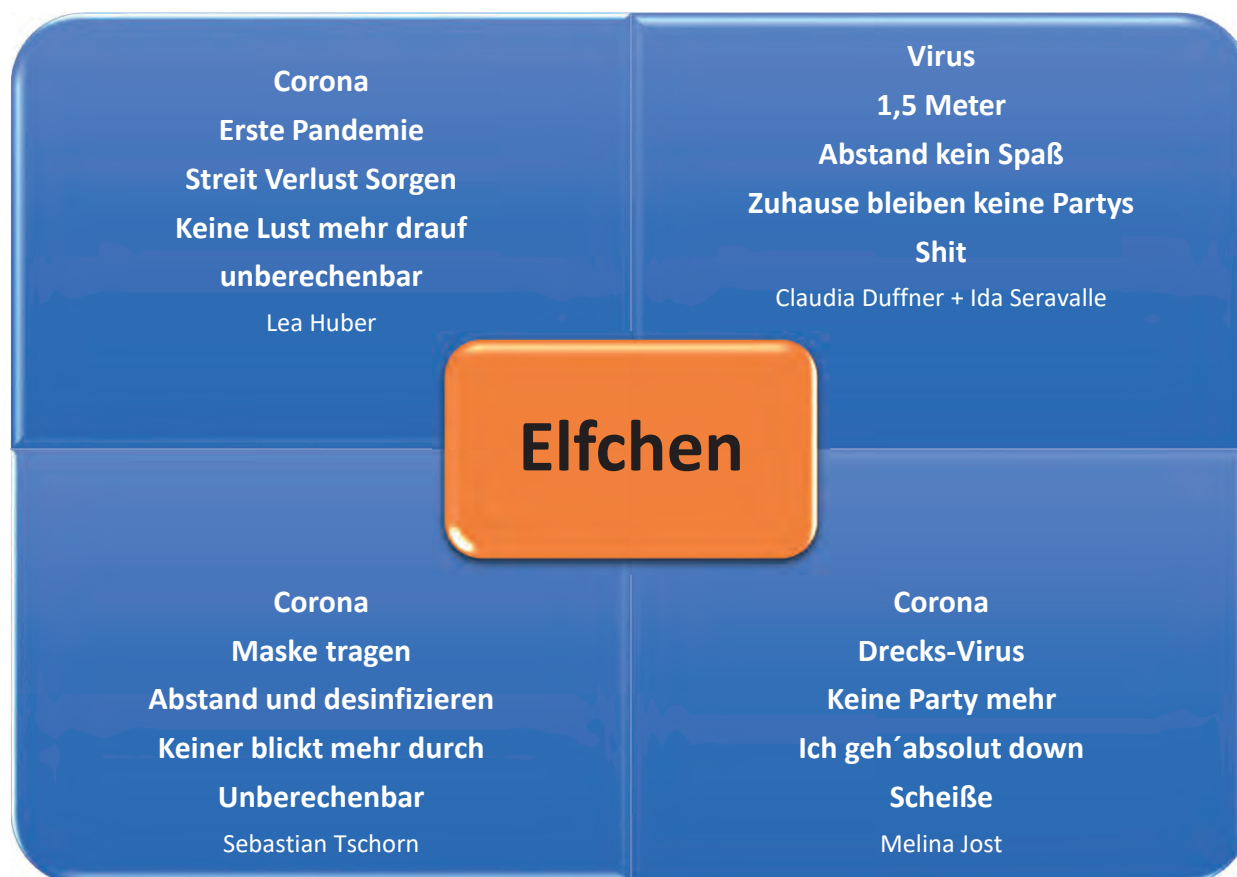 Corona
Erste Pandemie
Streit Verlust Sorgen
Keine Lust mehr drauf
unberechenbar
Lea Huber
Virus
1,5 Meter
Abstand kein Spaß
Zuhause bleiben keine Partys
Shit
Claudia Duffner + Ida Seravalle
Elfchen
Corona
Maske tragen
Abstand und desinfizieren
Keiner blickt mehr durch
Unberechenbar
Sebastian Tschorn
Corona
Drecks-Virus
Keine Party mehr
Ich geh´absolut down
Scheiße
Melina Jost